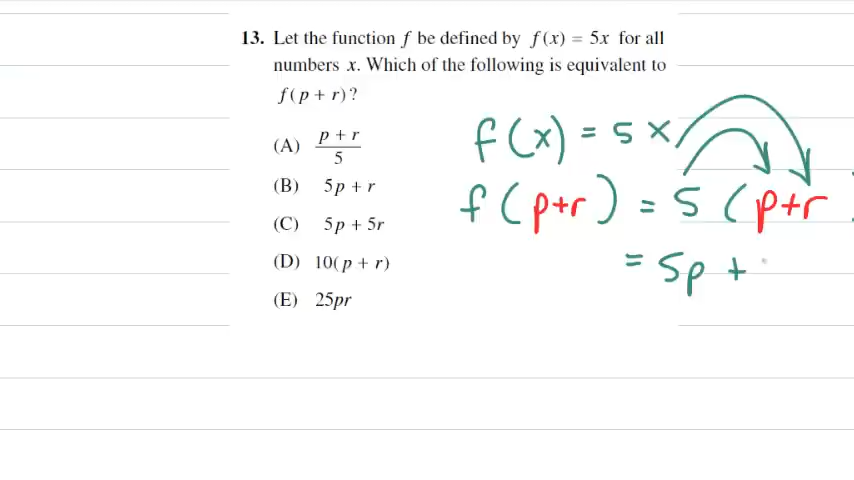 13. Let the function f be defined by f(x) = 5x for all
numbers x. Which of the following is equivalent to
f(p + r)?
(A) p + r / 5
(B) 5p + r
(C) 5p + 5r
(D) 10(p + r)
(E) 25pr
f(x) = 5x
f(p+r) = 5(p+r)
= 5p +